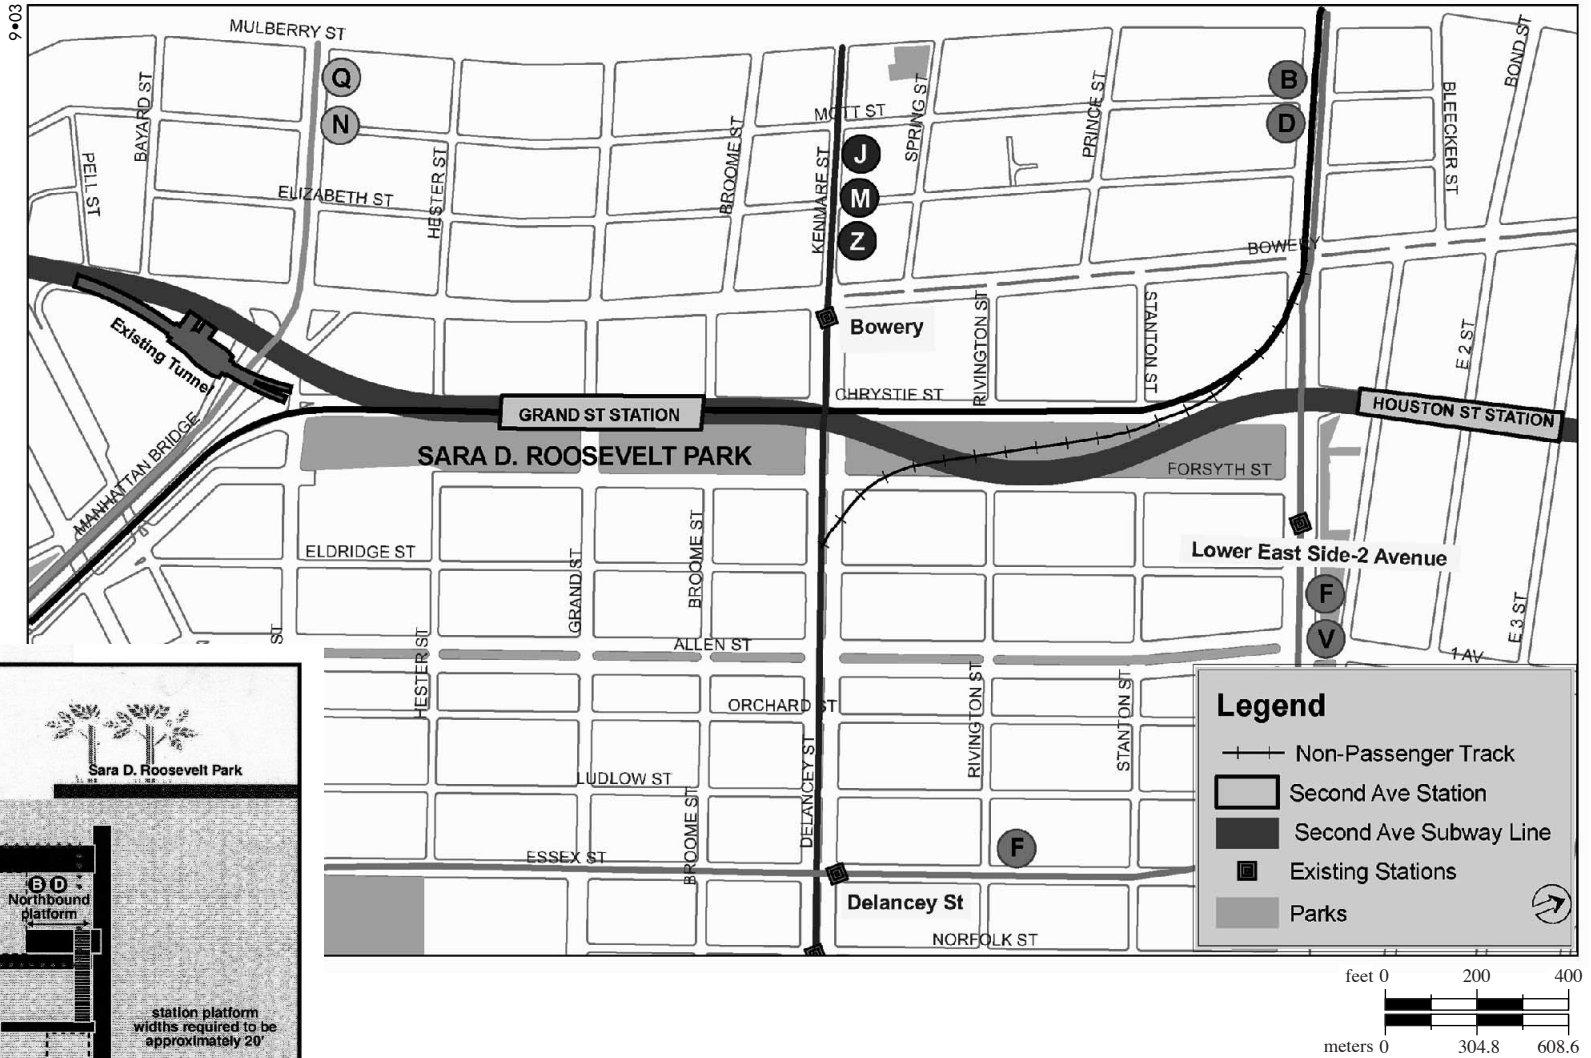 9•03
MULBERRY ST
Q
N
BAYARD ST
PELL ST
ELIZABETH ST
HESTER ST
BROOME ST
MOTT ST
KENMARE ST
J
M
Z
SPRING ST
PRINCE ST
B
D
BLEECKER ST
BOND ST
BOWERY
Existing Tunnel
Bowery
RIVINGTON ST
STANTON ST
E 2 ST
CHRYSTIE ST
GRAND ST STATION
HOUSTON ST STATION
SARA D. ROOSEVELT PARK
FORSYTH ST
MANHATTAN BRIDGE
ELDRIDGE ST
GRAND ST
BROOME ST
Lower East Side-2 Avenue
F
V
E 3 ST
1 AV
ST
HESTER ST
ALLEN ST
ORCHARD ST
RIVINGTON ST
STANTON ST
LUDLOW ST
DELANCEY ST
BROOME ST
ESSEX ST
F
Delancey St
NORFOLK ST
Sara D. Roosevelt Park
B D
Northbound
platform
station platform
widths required to be
approximately 20'
Legend
Non-Passenger Track
Second Ave Station
Second Ave Subway Line
Existing Stations
Parks
feet 0 200 400
meters 0 304.8 608.6